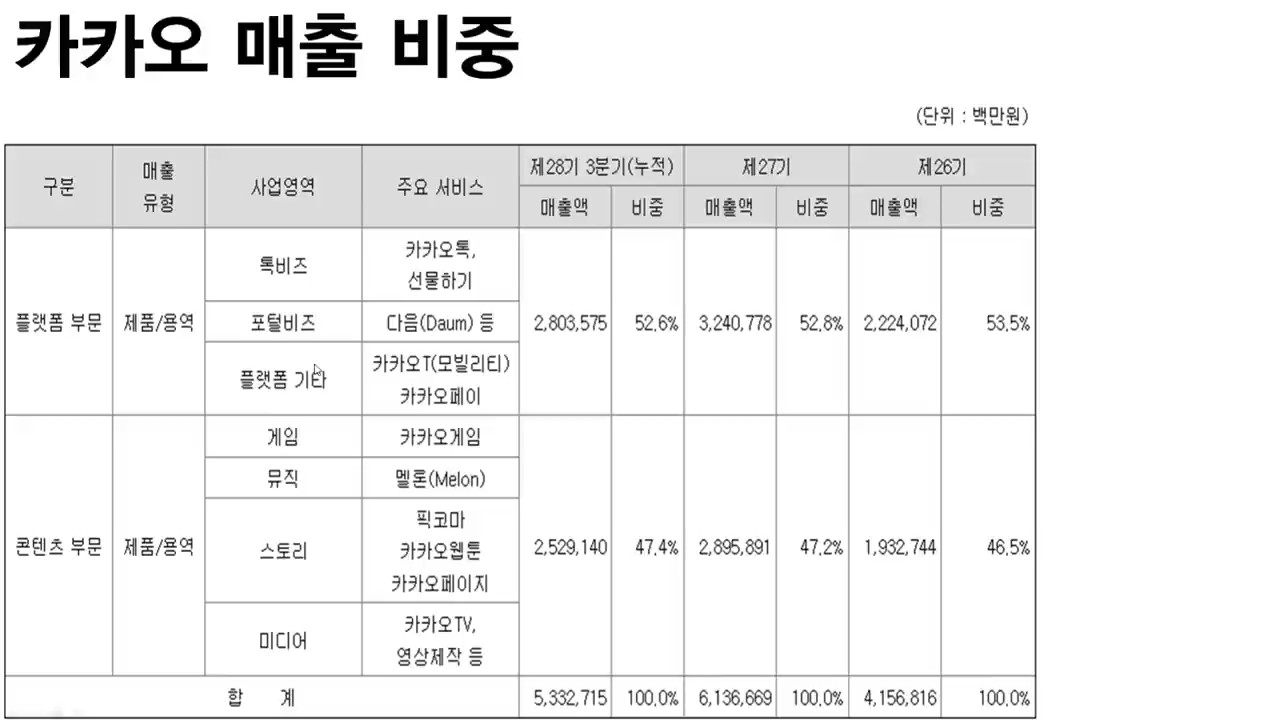 카카오 매출 비중
(단위 : 백만원)
구분 매출 유형 사업영역 주요 서비스 제28기 3분기(누적) 제27기 제26기
매출액 비중 매출액 비중 매출액 비중
플랫폼 부문 제품/용역 톡비즈 카카오톡,
선물하기
포털비즈 다음(Daum) 등 2,803,575 52.6% 3,240,778 52.8% 2,224,072 53.5%
플랫폼 기타 카카오T(모빌리티)
카카오페이
콘텐츠 부문 제품/용역 게임 카카오게임
뮤직 멜론(Melon)
스토리 픽코마
카카오웹툰 2,529,140 47.4% 2,895,891 47.2% 1,932,744 46.5%
카카오페이지
미디어 카카오TV,
영상제작 등
합 계 5,332,715 100.0% 6,136,669 100.0% 4,156,816 100.0%